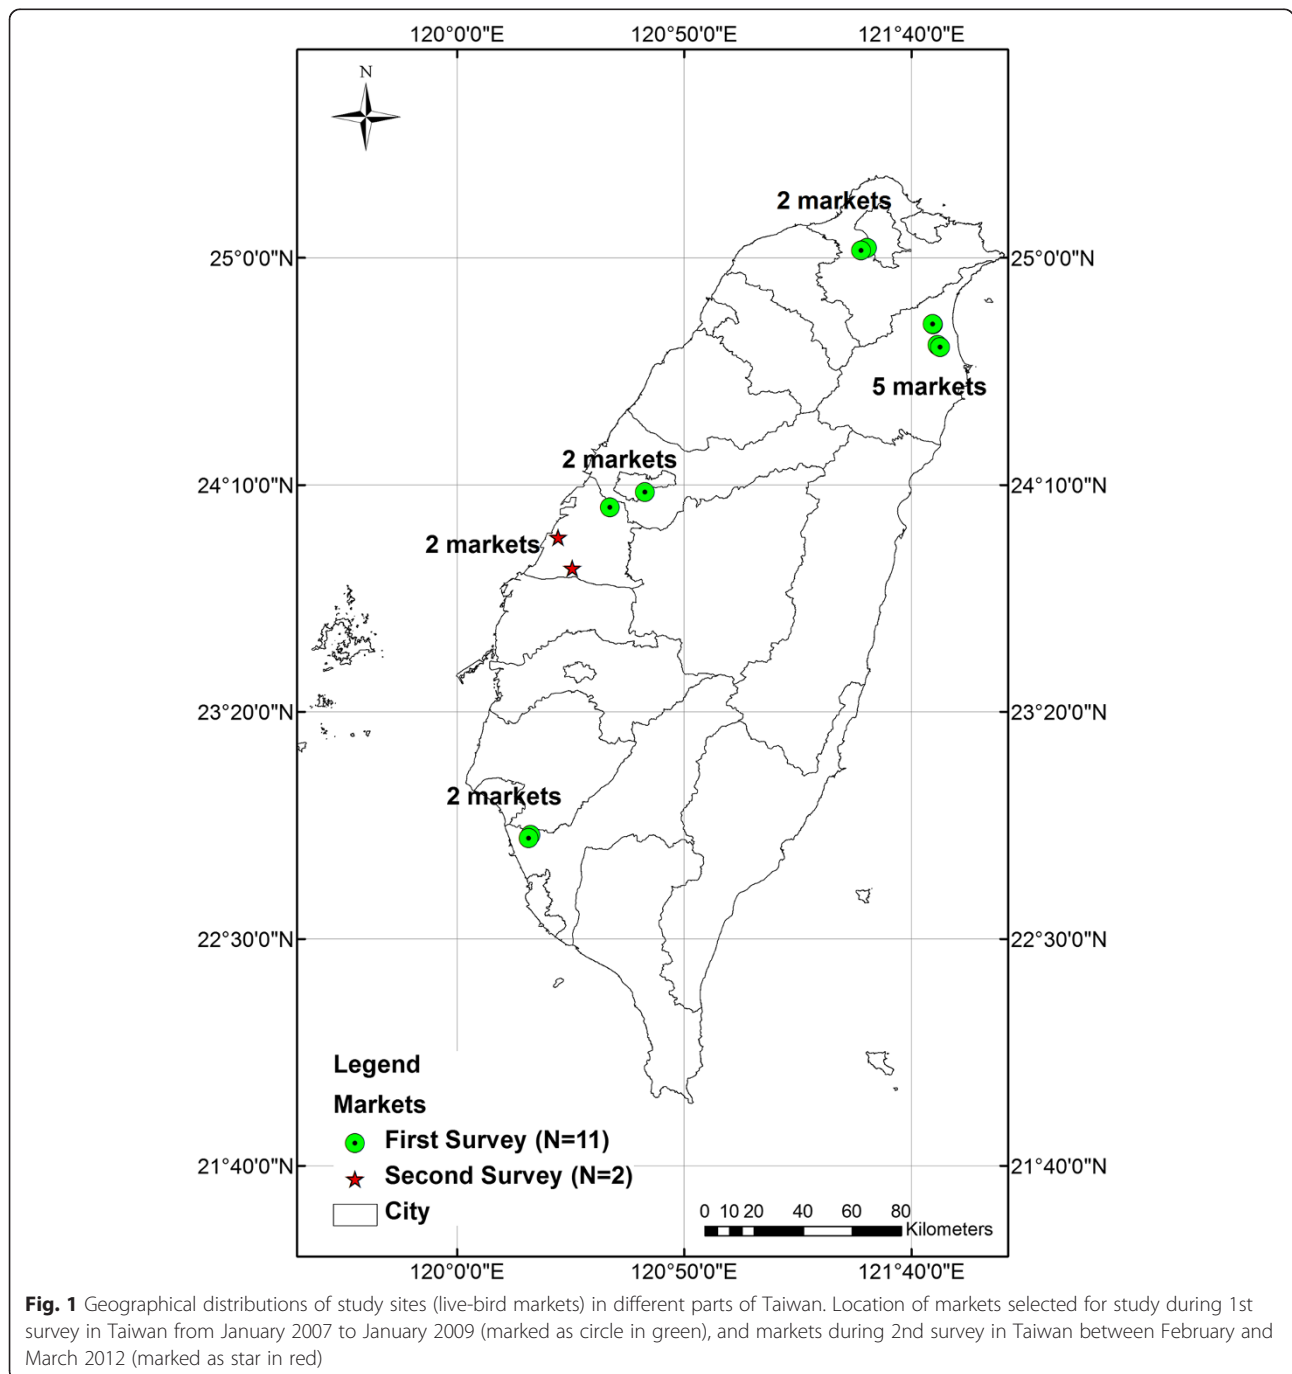 120°0'0"E 120°50'0"E 121°40'0"E
N
2 markets
25°0'0"N 25°0'0"N
5 markets
2 markets
24°10'0"N 24°10'0"N
2 markets
23°20'0"N 23°20'0"N
2 markets
22°30'0"N 22°30'0"N
Legend
Markets
First Survey (N=11)
21°40'0"N 21°40'0"N
Second Survey (N=2)
City
0 10 20 40 60 80
Kilometers
120°0'0"E 120°50'0"E 121°40'0"E
Fig. 1 Geographical distributions of study sites (live-bird markets) in different parts of Taiwan. Location of markets selected for study during 1st
survey in Taiwan from January 2007 to January 2009 (marked as circle in green), and markets during 2nd survey in Taiwan between February and
March 2012 (marked as star in red)